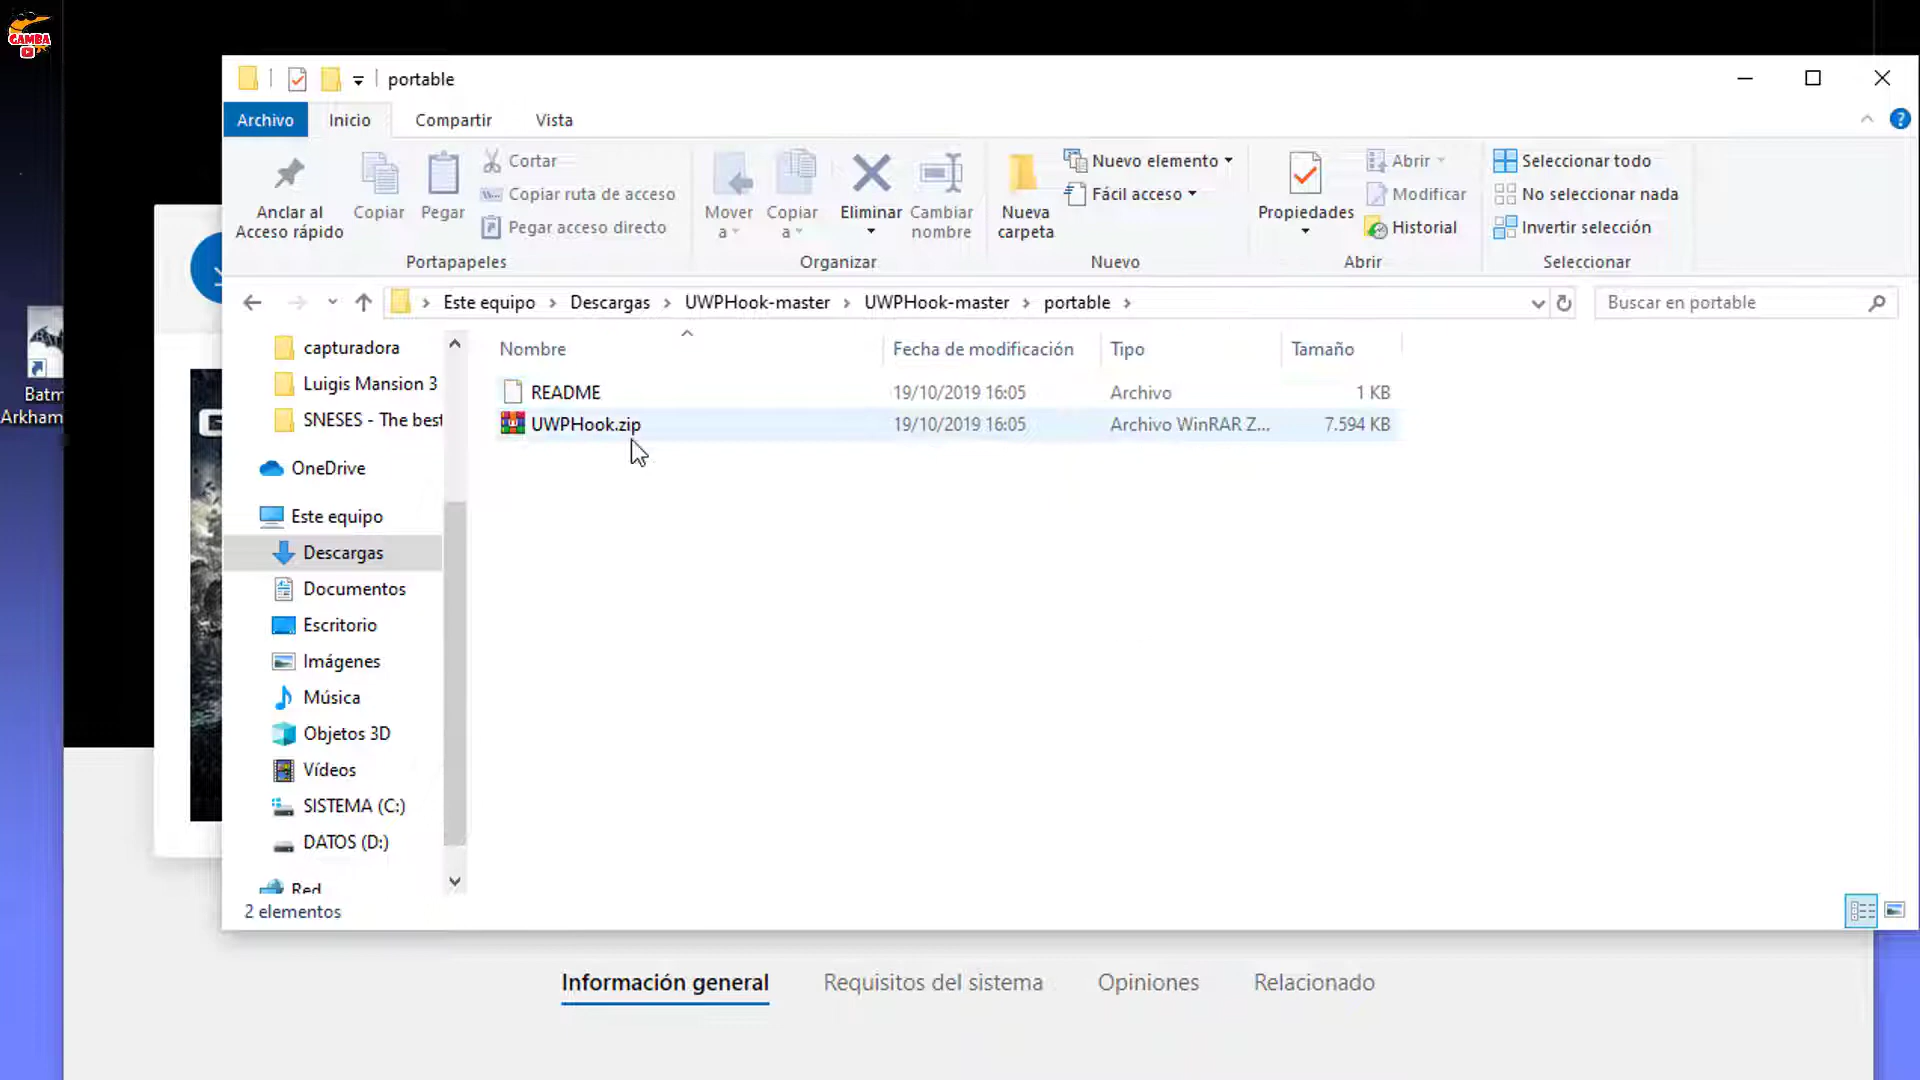 GAMBA
portable
Archivo
Inicio
Compartir
Vista
Anclar al
Acceso rápido
Copiar
Pegar
Cortar
Copiar ruta de acceso
Pegar acceso directo
Portapapeles
Mover
a
Copiar
a
Eliminar
Cambiar
nombre
Organizar
Nueva
carpeta
Nuevo elemento
Fácil acceso
Nuevo
Propiedades
Abrir
Modificar
Historial
Abrir
Seleccionar todo
No seleccionar nada
Invertir selección
Seleccionar
Este equipo > Descargas > UWPHook-master > UWPHook-master > portable >
Buscar en portable
Nombre Fecha de modificación Tipo Tamaño
README 19/10/2019 16:05 Archivo 1 KB
UWPHook.zip 19/10/2019 16:05 Archivo WinRAR Z... 7.594 KB
capturadora
Luigis Mansion 3
SNESES - The best
OneDrive
Este equipo
Descargas
Documentos
Escritorio
Imágenes
Música
Objetos 3D
Vídeos
SISTEMA (C:)
DATOS (D:)
Red
2 elementos
Batm
Arkham
Información general
Requisitos del sistema
Opiniones
Relacionado